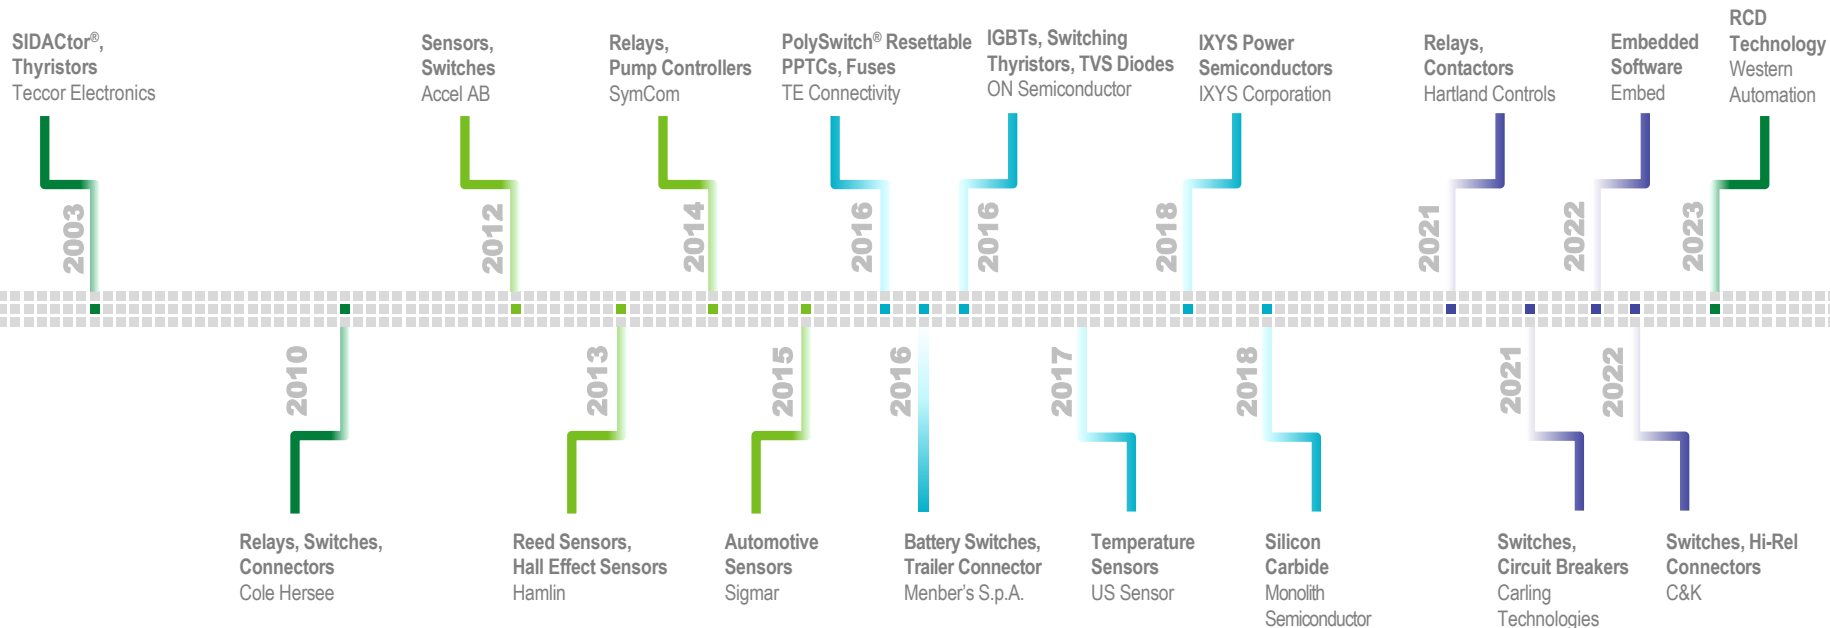 SIDACtor®,
Thyristors
Teccor Electronics
2003
Sensors,
Switches
Accel AB
2012
Relays,
Pump Controllers
SymCom
2014
PolySwitch® Resettable
PPTCs, Fuses
TE Connectivity
2016
IGBTs, Switching
Thyristors, TVS Diodes
ON Semiconductor
2016
IXYS Power
Semiconductors
IXYS Corporation
2018
Relays,
Contactors
Hartland Controls
2021
Embedded
Software
Embed
2022
RCD
Technology
Western
Automation
2023
2010
Relays, Switches,
Connectors
Cole Hersee
2013
Reed Sensors,
Hall Effect Sensors
Hamlin
2015
Automotive
Sensors
Sigmar
2016
Battery Switches,
Trailer Connector
Menber's S.p.A.
2017
Temperature
Sensors
US Sensor
2018
Silicon
Carbide
Monolith
Semiconductor
2021
Switches,
Circuit Breakers
Carling
Technologies
2022
Switches, Hi-Rel
Connectors
C&K